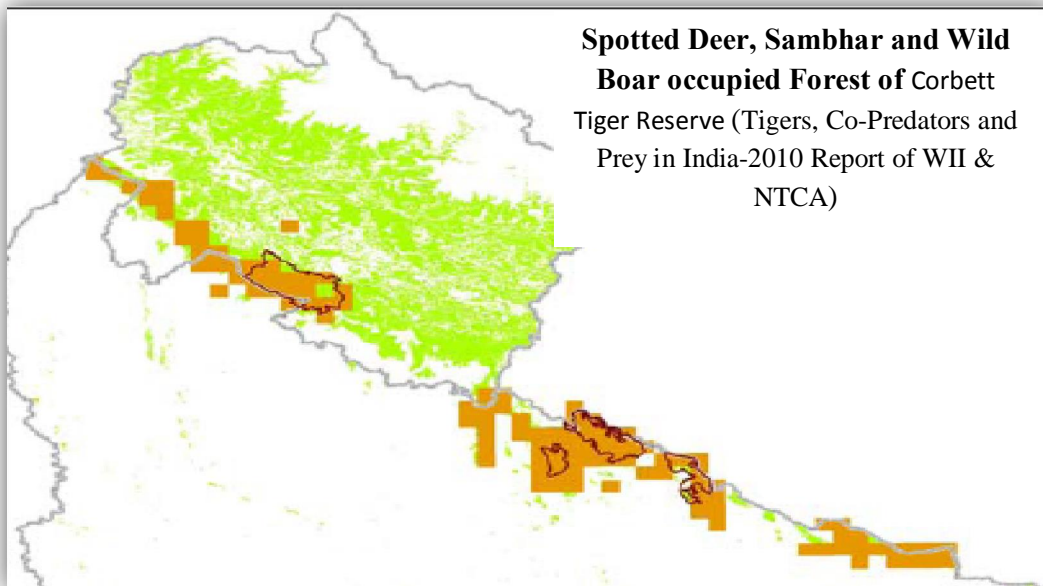 Spotted Deer, Sambhar and Wild
Boar occupied Forest of Corbett
Tiger Reserve (Tigers, Co-Predators and
Prey in India-2010 Report of WII &
NTCA)